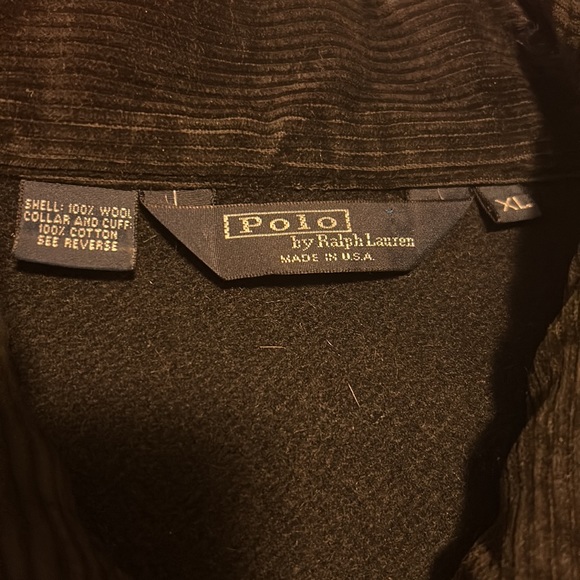 SHELL: 100% WOOL
COLLAR AND CUFF:
100% COTTON
SEE REVERSE
Polo
by Ralph Lauren
MADE IN U.S.A.
XL